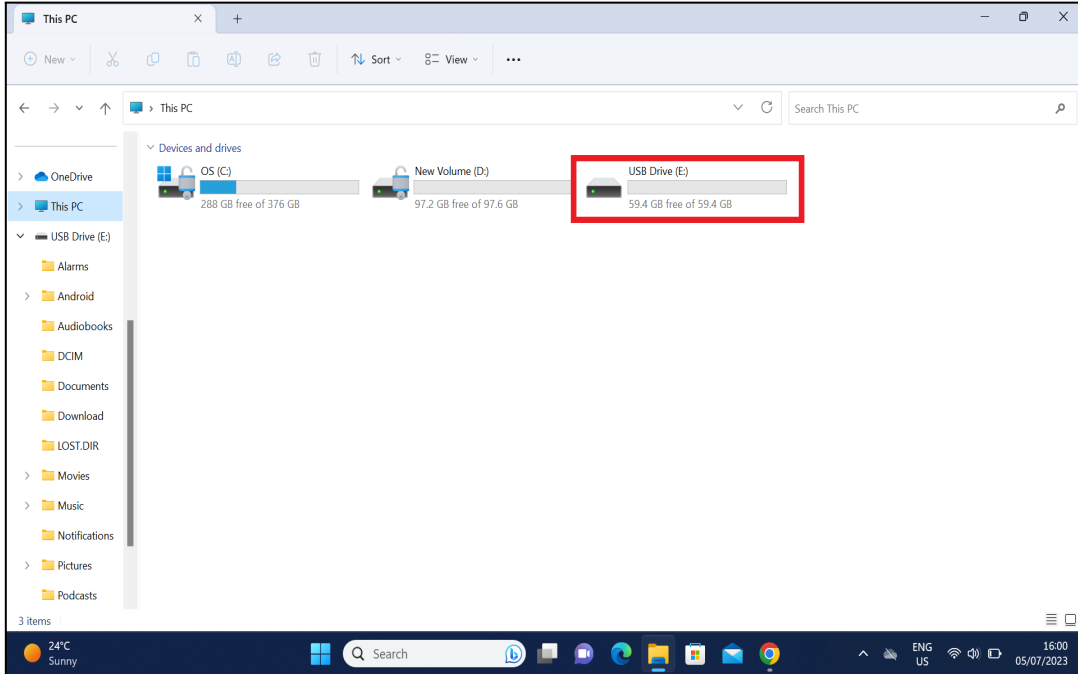 This PC
New
Sort
View
This PC
Search This PC
OneDrive
This PC
USB Drive (E:)
Alarms
Android
Audiobooks
DCIM
Documents
Download
LOST.DIR
Movies
Music
Notifications
Pictures
Podcasts
Devices and drives
OS (C:)
288 GB free of 376 GB
New Volume (D:)
97.2 GB free of 97.6 GB
USB Drive (E:)
59.4 GB free of 59.4 GB
3 items
24°C
Sunny
Search
ENG
US
16:00
05/07/2023